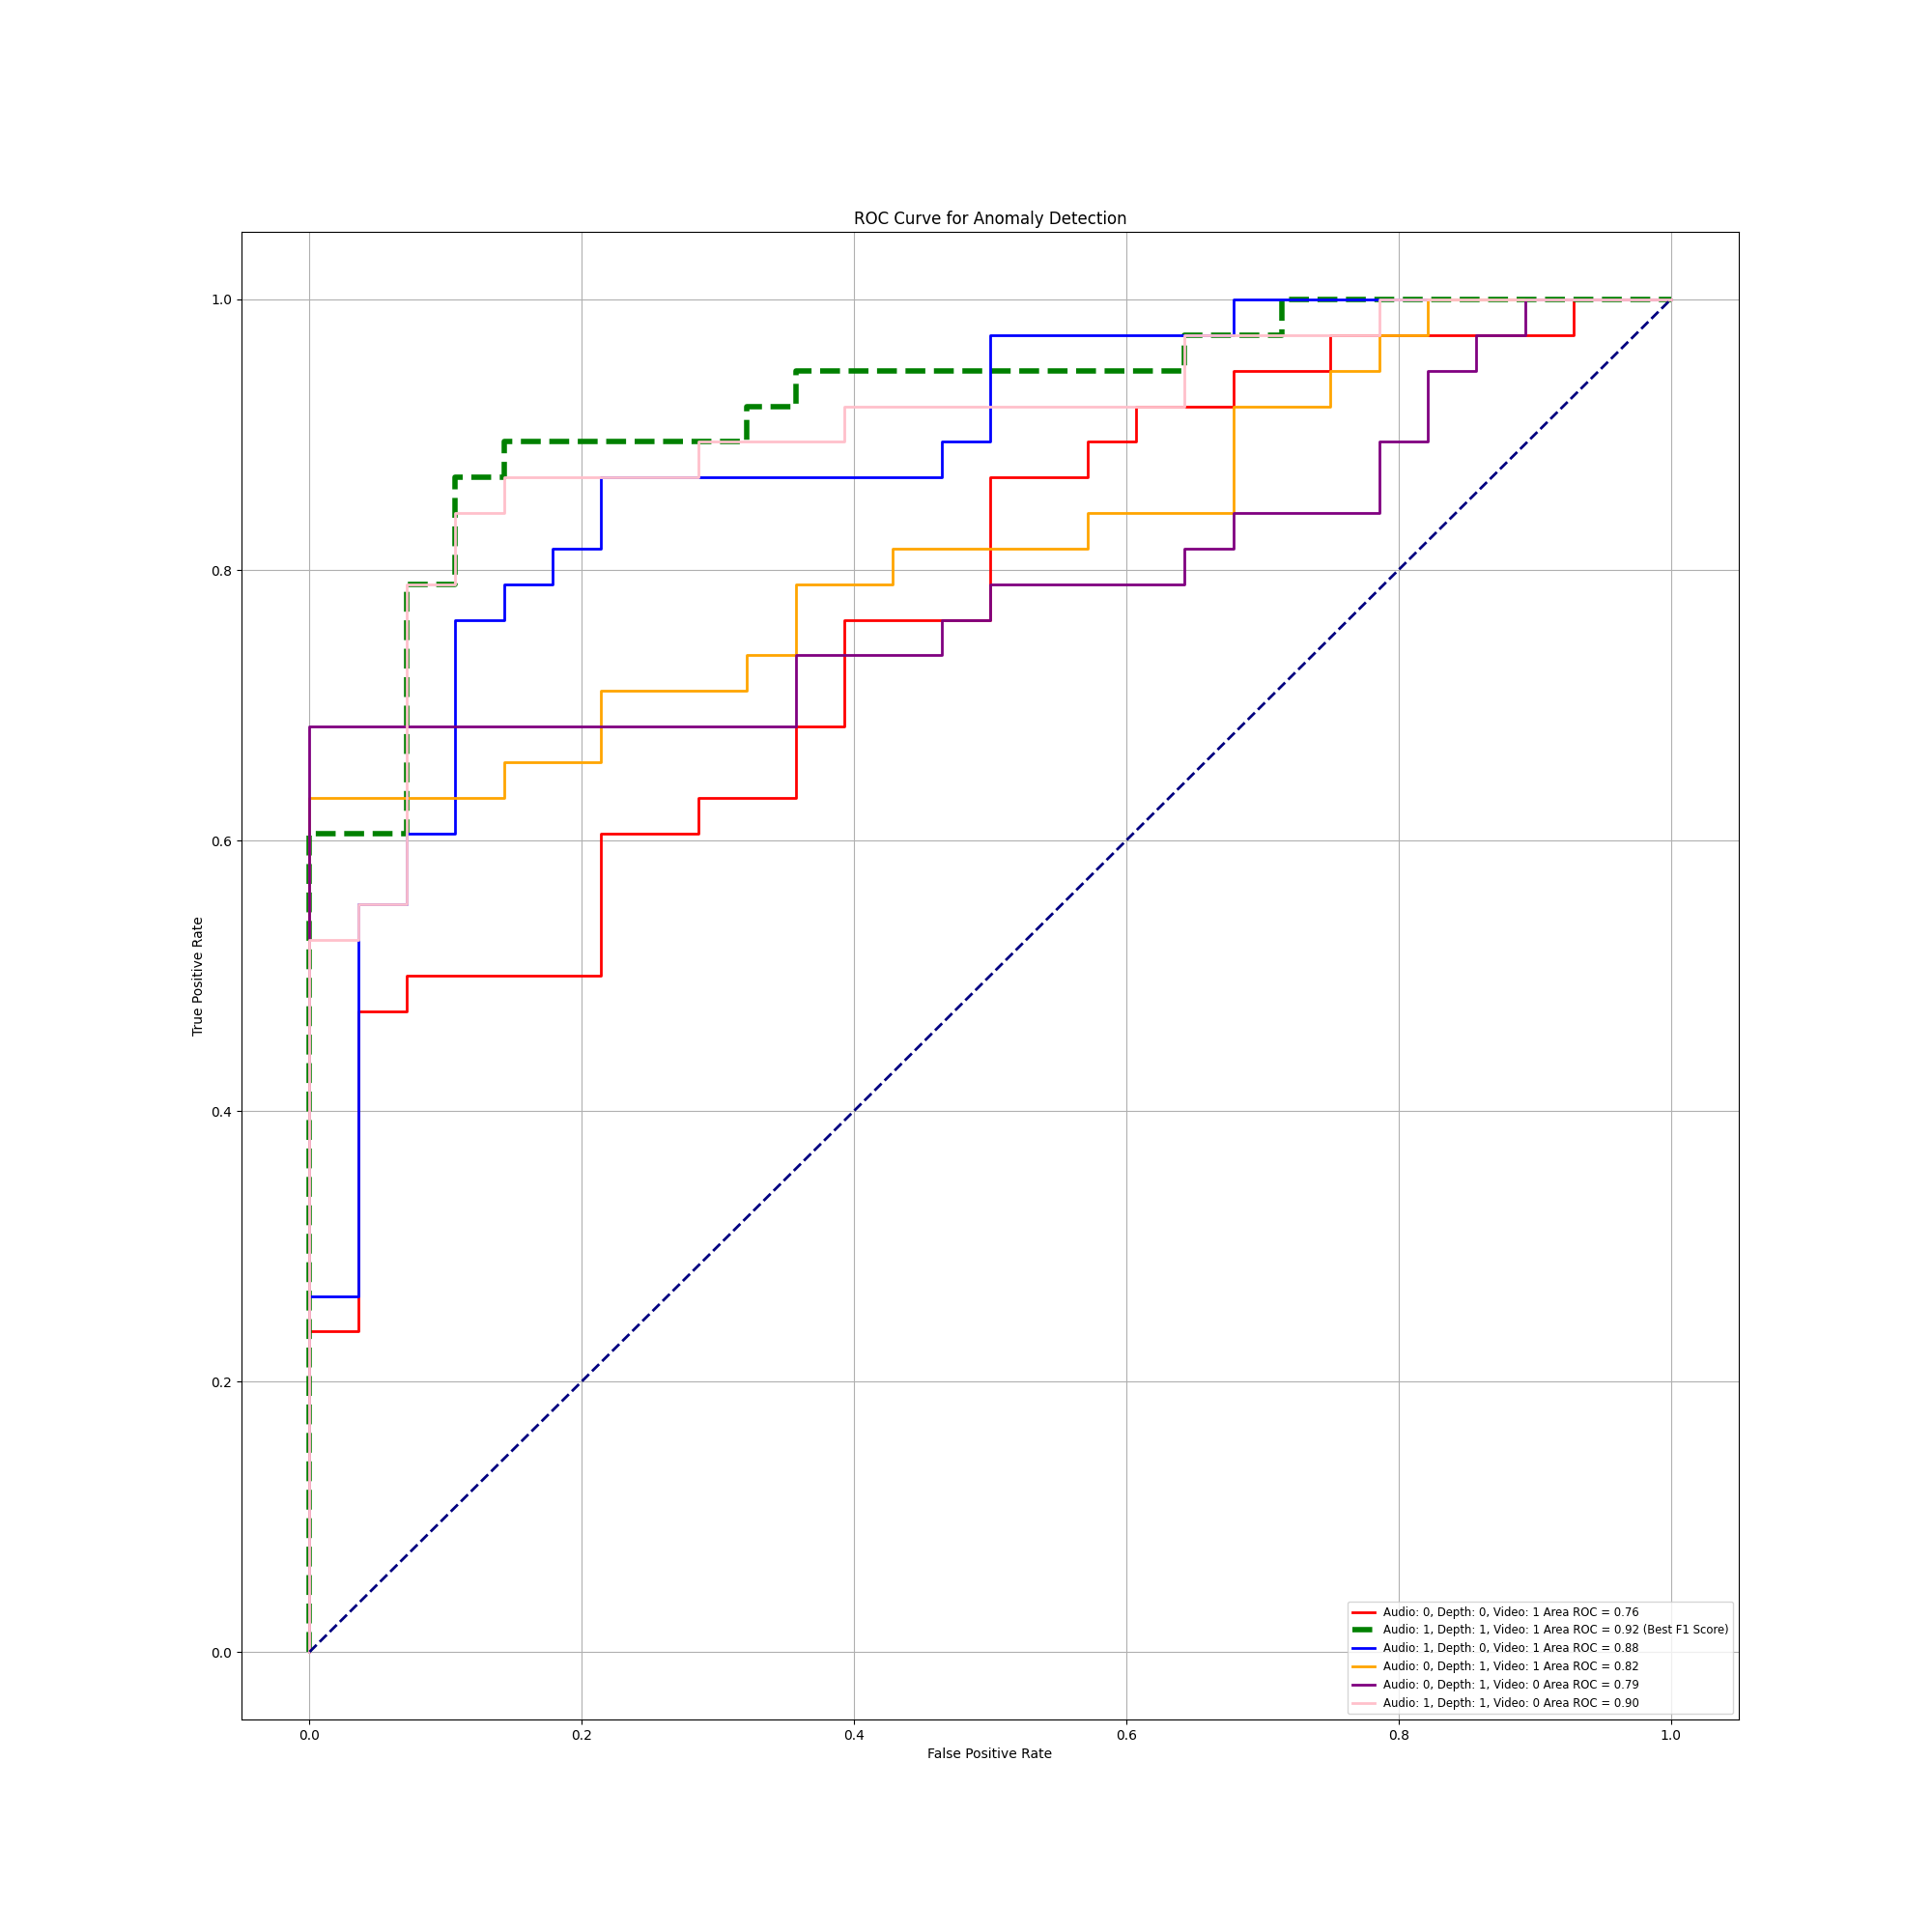 ROC Curve for Anomaly Detection
1.0
0.8
0.6
0.4
0.2
0.0
True Positive Rate
0.0 0.2 0.4 0.6 0.8 1.0
False Positive Rate
Audio: 0, Depth: 0, Video: 1 Area ROC = 0.76
Audio: 1, Depth: 1, Video: 1 Area ROC = 0.92 (Best F1 Score)
Audio: 1, Depth: 0, Video: 1 Area ROC = 0.88
Audio: 0, Depth: 1, Video: 1 Area ROC = 0.82
Audio: 0, Depth: 1, Video: 0 Area ROC = 0.79
Audio: 1, Depth: 1, Video: 0 Area ROC = 0.90